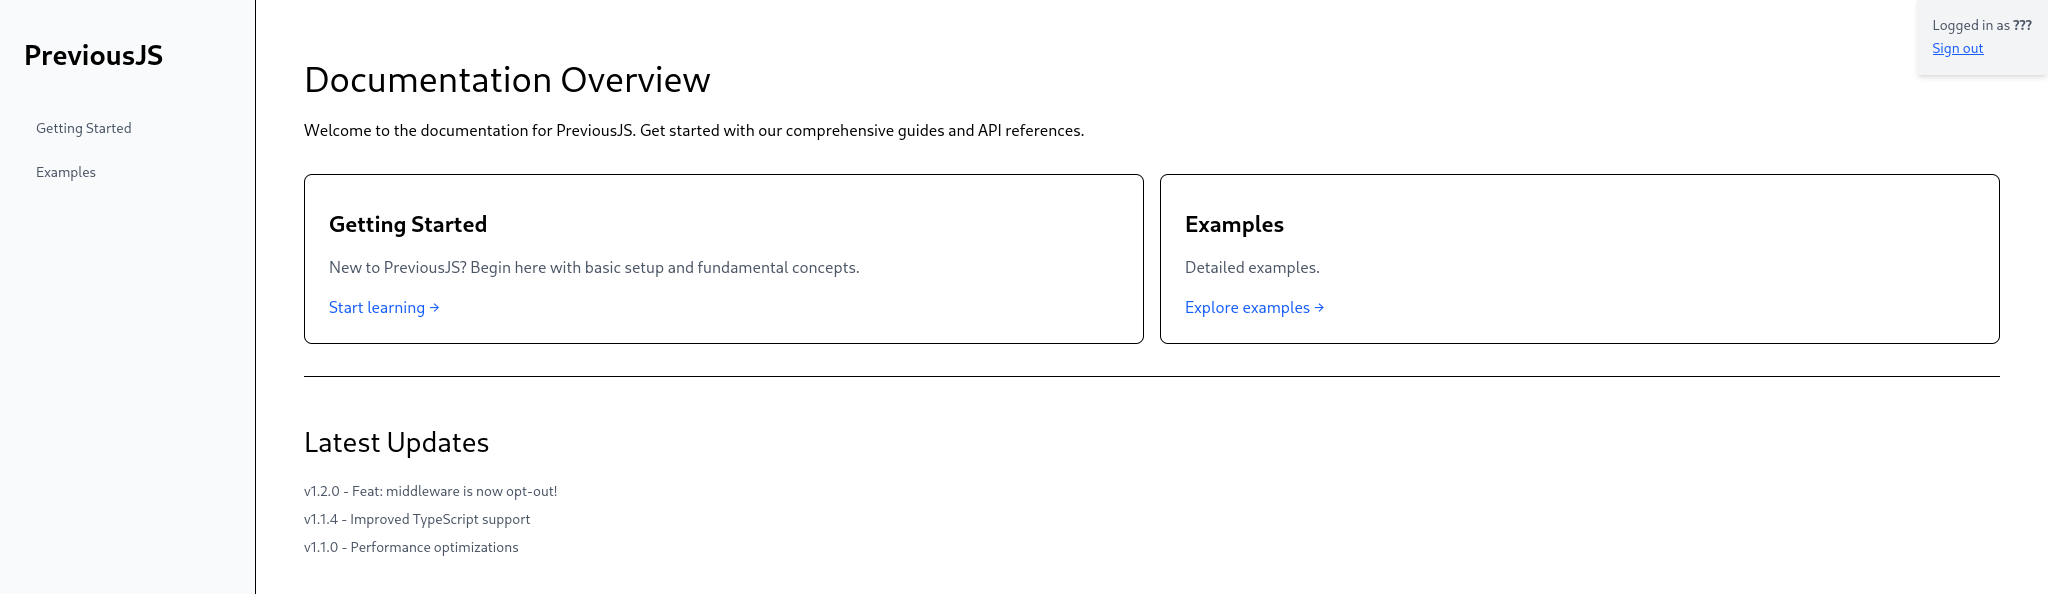 PreviousJS
Getting Started
Examples
Logged in as ???
Sign out
Documentation Overview
Welcome to the documentation for PreviousJS. Get started with our comprehensive guides and API references.
Getting Started
New to PreviousJS? Begin here with basic setup and fundamental concepts.
Start learning →
Examples
Detailed examples.
Explore examples →
Latest Updates
v1.2.0 - Feat: middleware is now opt-out!
v1.1.4 - Improved TypeScript support
v1.1.0 - Performance optimizations